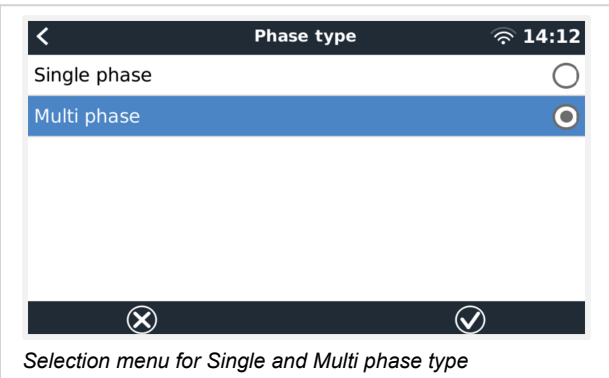 Phase type 14:12
Single phase
Multi phase
Selection menu for Single and Multi phase type